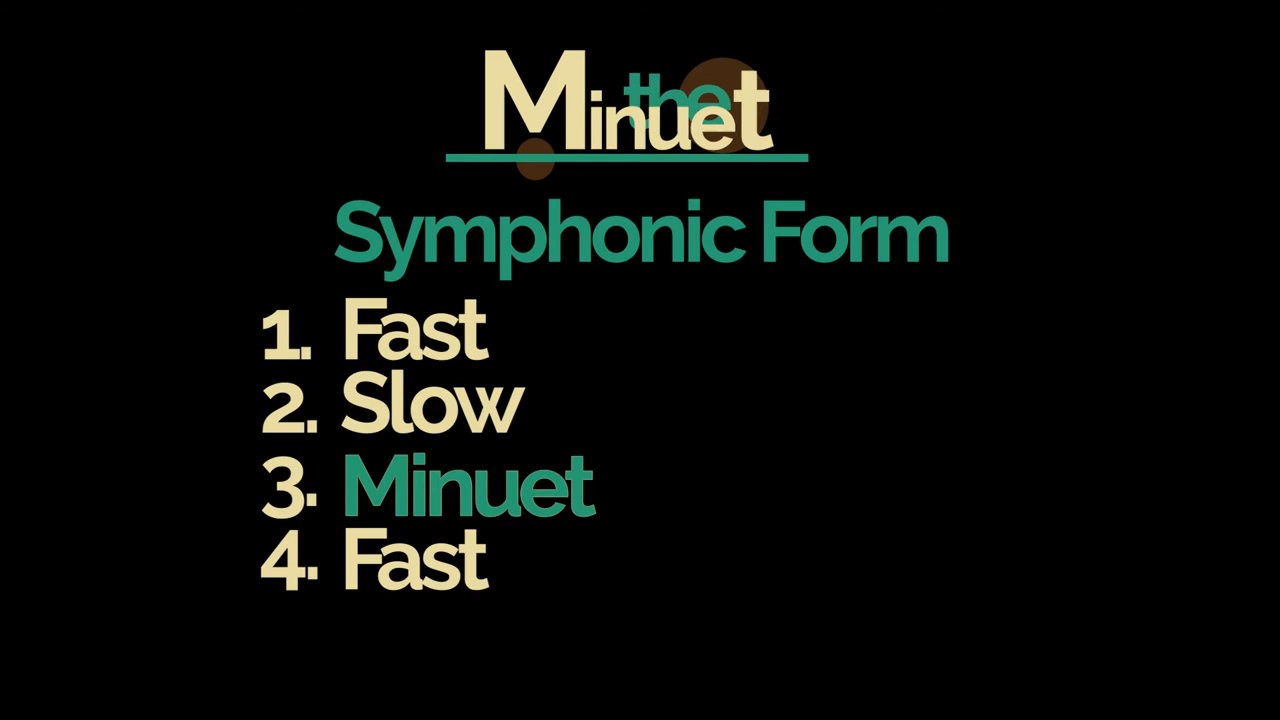 the
Minuet
Symphonic Form
1. Fast
2. Slow
3. Minuet
4. Fast